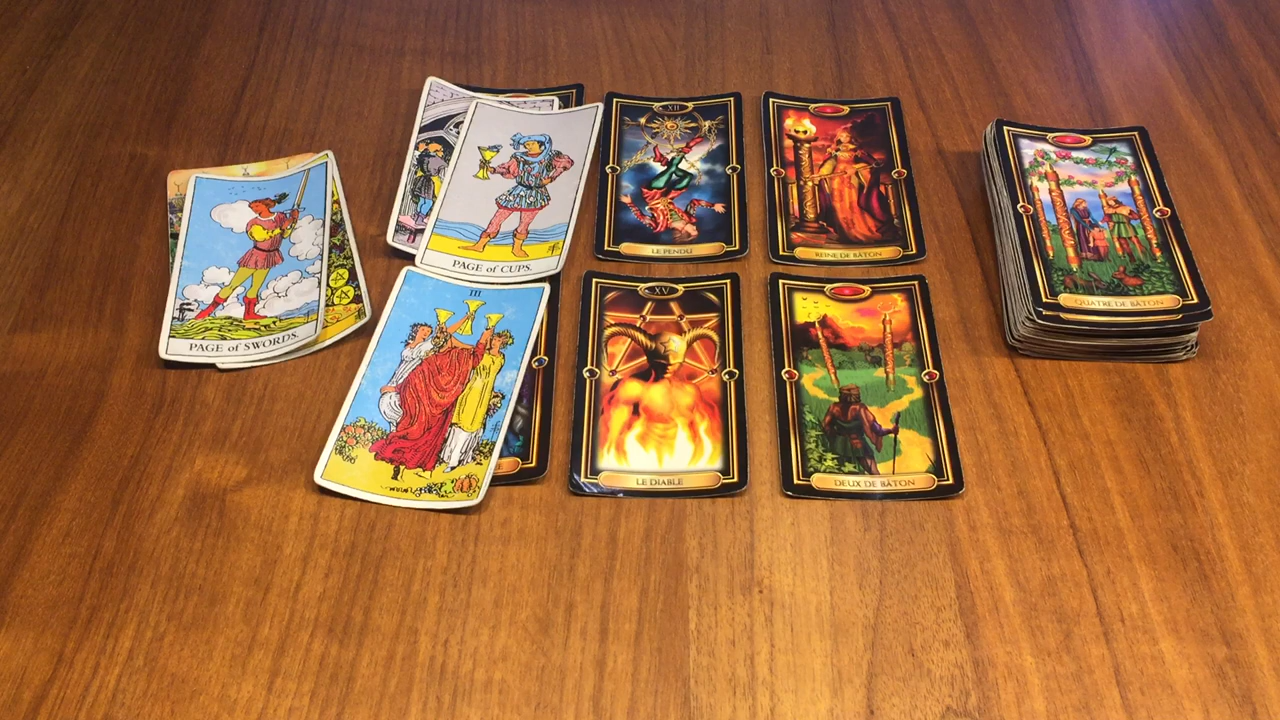 PAGE of SWORDS.
PAGE of CUPS.
XII
LE PENDU
REINE DE BÂTON
III
XV
LE DIABLE
DEUX DE BÂTON
QUATRE DE BÂTON